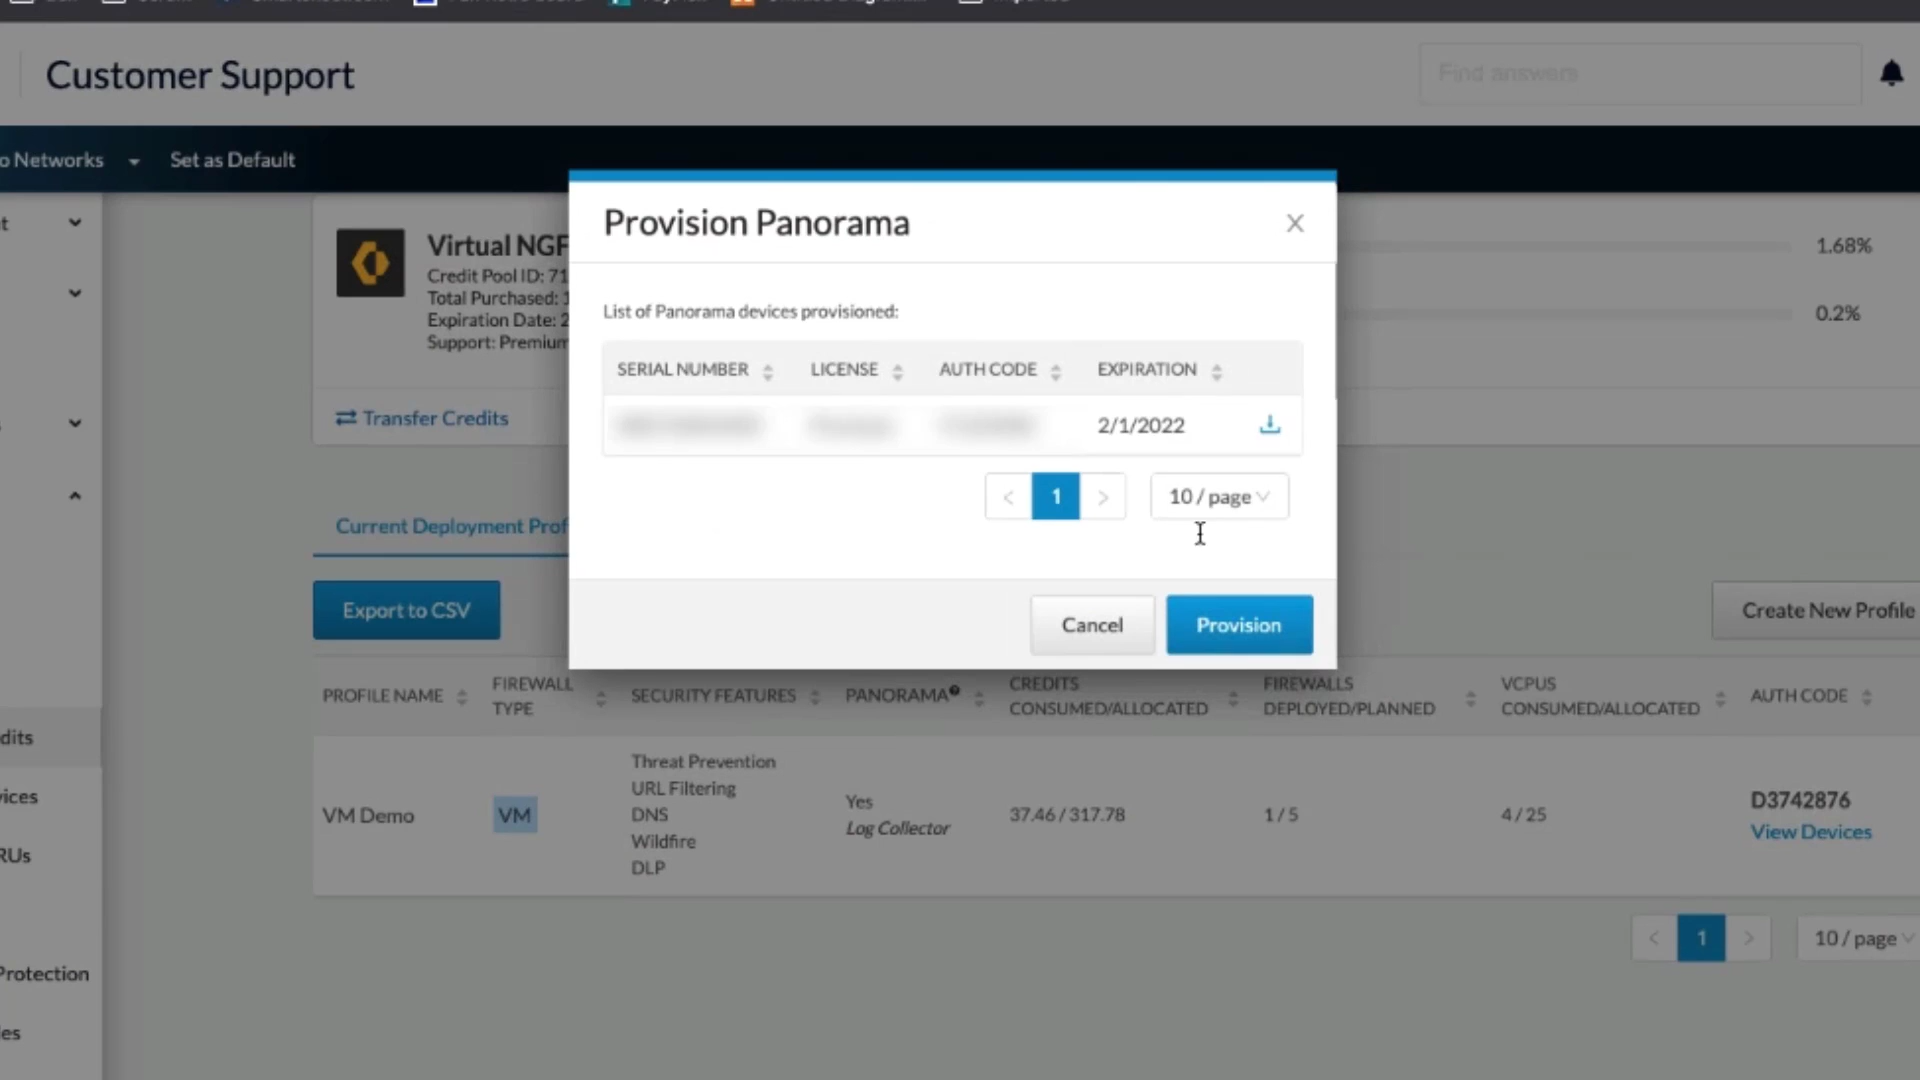 Customer Support
Find answers
o Networks
Set as Default
Provision Panorama
List of Panorama devices provisioned:
SERIAL NUMBER
LICENSE
AUTH CODE
EXPIRATION
2/1/2022
1
10 / page
Cancel
Provision
Virtual NGF
Credit Pool ID: 71
Total Purchased: 1
Expiration Date: 2
Support: Premium
1.68%
0.2%
Transfer Credits
Current Deployment Prof
Export to CSV
Create New Profile
PROFILE NAME
FIREWALL
TYPE
SECURITY FEATURES
PANORAMA
CREDITS
CONSUMED/ALLOCATED
FIREWALLS
DEPLOYED/PLANNED
VCPUS
CONSUMED/ALLOCATED
AUTH CODE
VM Demo
VM
Threat Prevention
URL Filtering
DNS
Wildfire
DLP
Yes
Log Collector
37.46 / 317.78
1 / 5
4 / 25
D3742876
View Devices
1
10 / page
t
dits
ices
RUs
Protection
les